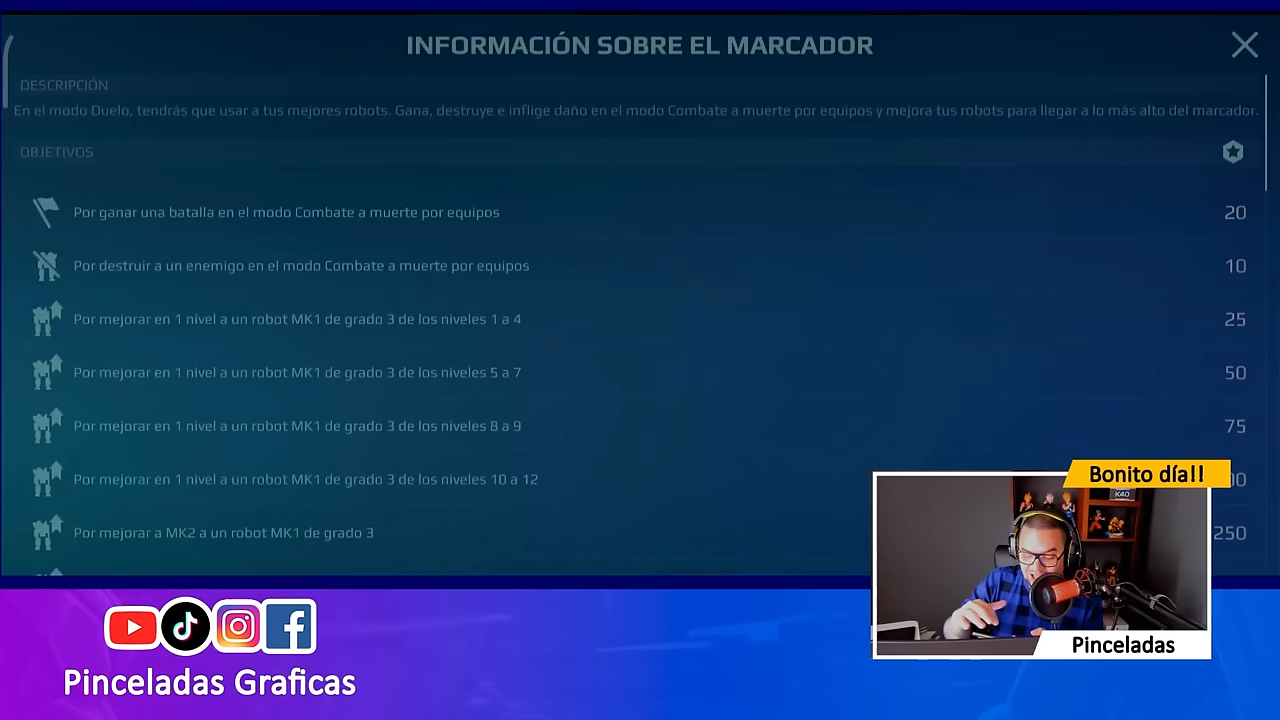 INFORMACIÓN SOBRE EL MARCADOR
DESCRIPCIÓN
En el modo Duelo, tendrás que usar a tus mejores robots. Gana, destruye e inflige daño en el modo Combate a muerte por equipos y mejora tus robots para llegar a lo más alto del marcador.
OBJETIVOS
Por ganar una batalla en el modo Combate a muerte por equipos 20
Por destruir a un enemigo en el modo Combate a muerte por equipos 10
Por mejorar en 1 nivel a un robot MK1 de grado 3 de los niveles 1 a 4 25
Por mejorar en 1 nivel a un robot MK1 de grado 3 de los niveles 5 a 7 50
Por mejorar en 1 nivel a un robot MK1 de grado 3 de los niveles 8 a 9 75
Por mejorar en 1 nivel a un robot MK1 de grado 3 de los niveles 10 a 12
Por mejorar a MK2 a un robot MK1 de grado 3 250
Bonito día!!
K40
Pinceladas
Pinceladas Graficas